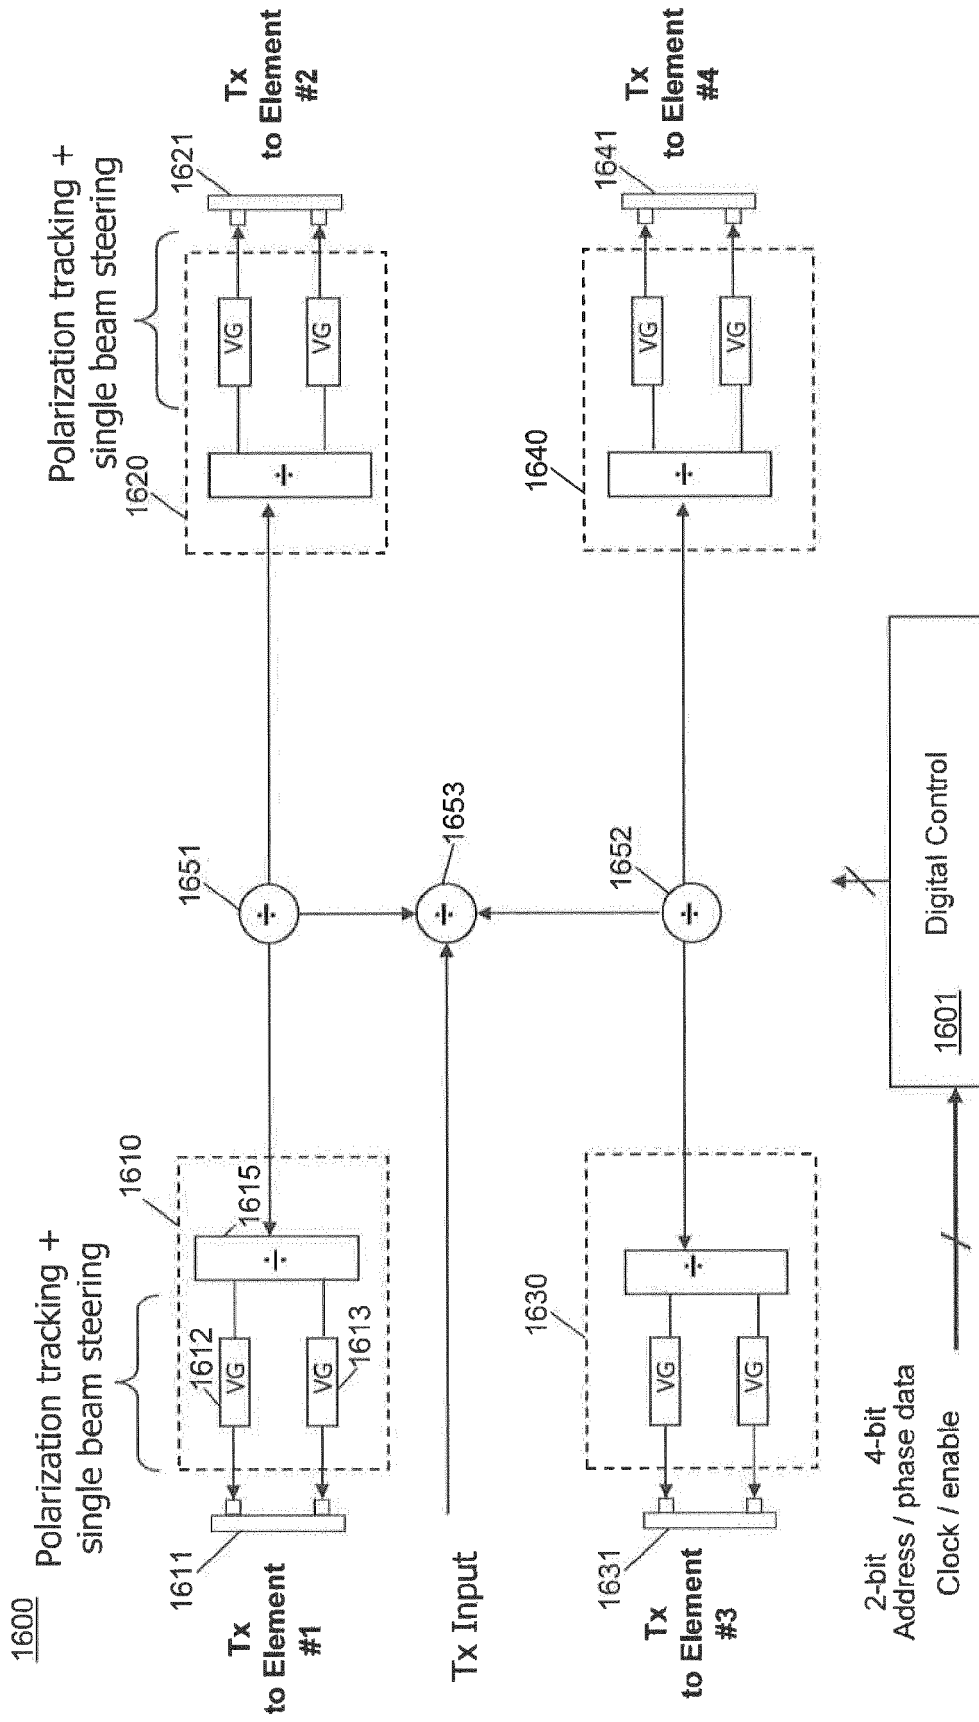 1600
Polarization tracking +
single beam steering
1610
1615
1612
VG
1613
VG
÷
1611
Tx
to Element
#1
Polarization tracking +
single beam steering
1620
÷
VG
VG
1621
Tx
to Element
#2
1651
÷
1653
÷
Tx Input
1652
÷
1630
÷
VG
VG
1631
Tx
to Element
#3
1640
÷
VG
VG
1641
Tx
to Element
#4
2-bit 4-bit
Address / phase data
Clock / enable
1601
Digital Control